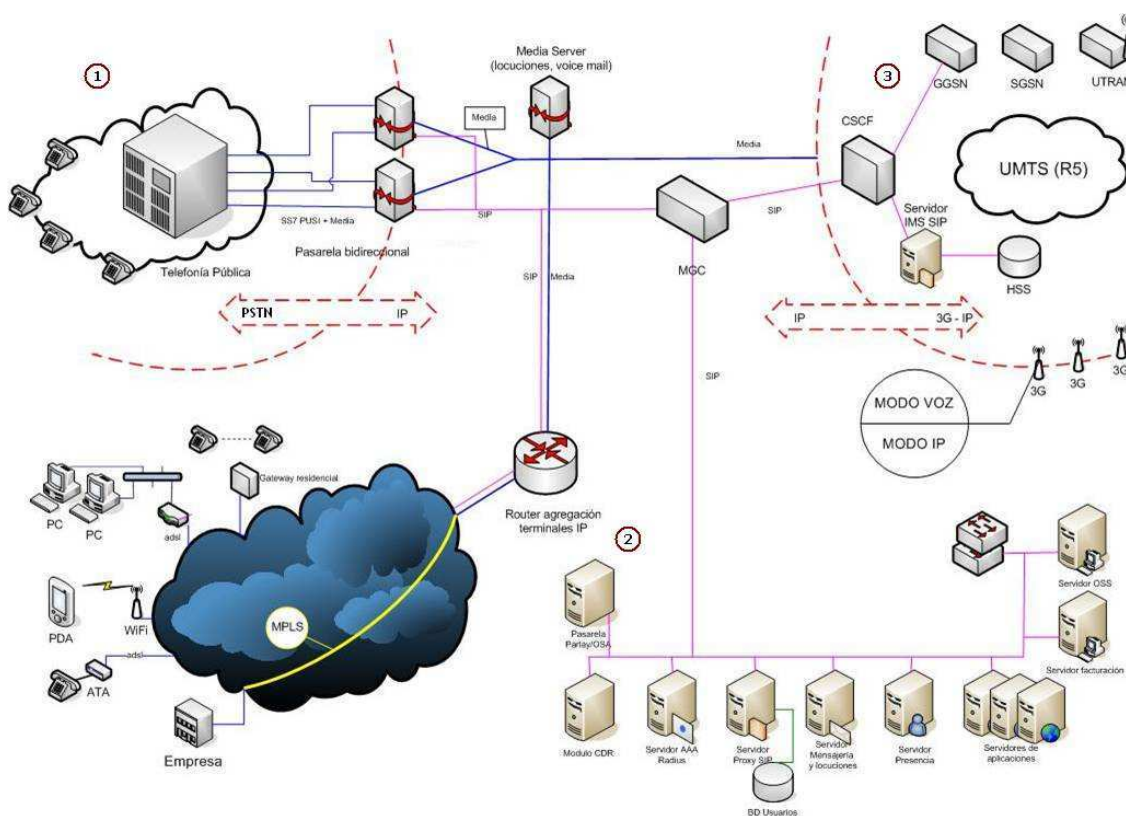 1
Telefonía Pública
SS7 PUSI + Media
Pasarela bidireccional
PSTN
IP
Media Server
(locuciones, voice mail)
Media
Media
SIP
SIP
Media
MGC
SIP
SIP
3
GGSN
SGSN
UTRAN
CSCF
UMTS (R5)
Servidor
IMS SIP
HSS
IP
3G - IP
3G
3G
3G
MODO VOZ
MODO IP
Gateway residencial
PC
PC
adsl
PDA
WiFi
adsl
ATA
MPLS
Empresa
Router agregación
terminales IP
2
Pasarela
Parlay/OSA
Servidor OSS
Servidor facturación
Modulo CDR
Servidor AAA
Radius
Servidor
Proxy SIP
Servidor
Mensajería
y locuciones
Servidor
Presencia
Servidores de
aplicaciones
BD Usuarios